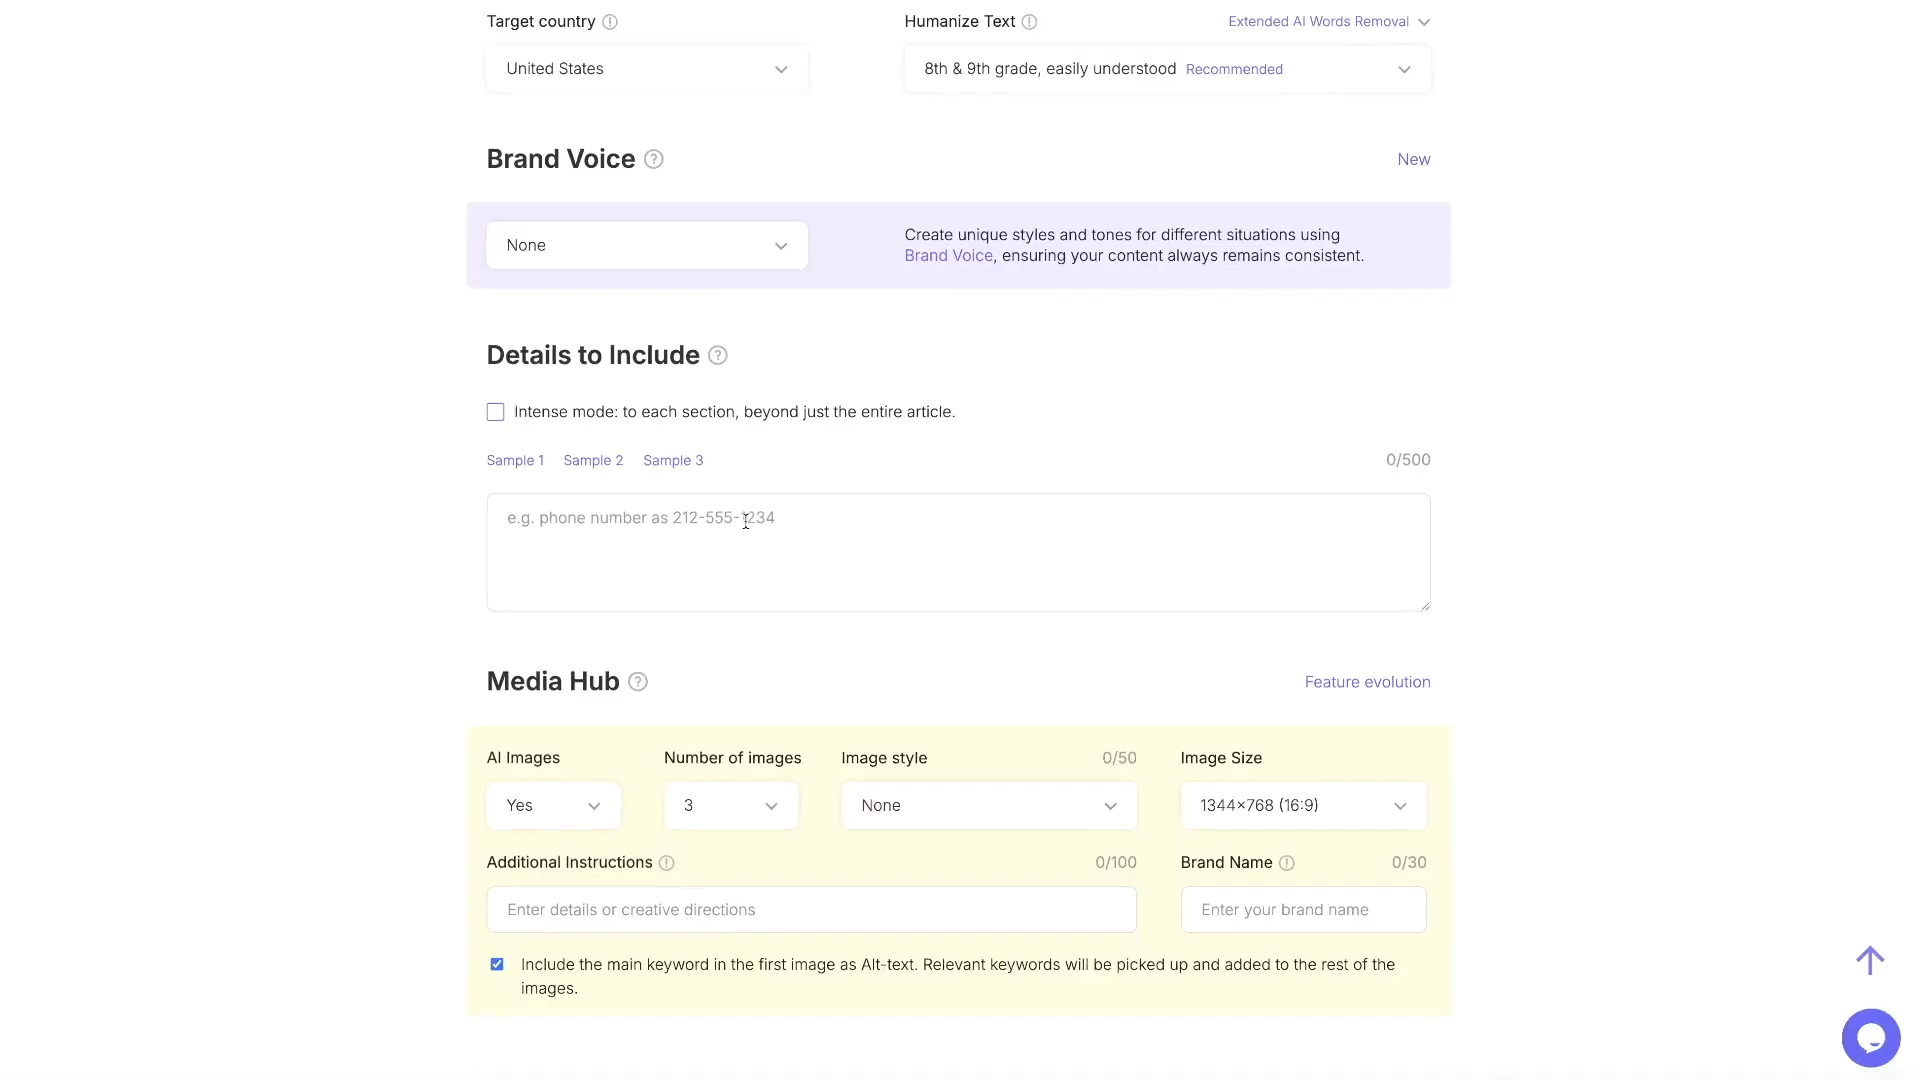 Target country
Humanize Text
Extended AI Words Removal
United States
8th & 9th grade, easily understood Recommended
Brand Voice
New
None
Create unique styles and tones for different situations using
Brand Voice, ensuring your content always remains consistent.
Details to Include
Intense mode: to each section, beyond just the entire article.
Sample 1 Sample 2 Sample 3
0/500
e.g. phone number as 212-555-1234
Media Hub
Feature evolution
AI Images
Number of images
Image style
0/50
Image Size
Yes
3
None
1344×768 (16:9)
Additional Instructions
0/100
Brand Name
0/30
Enter details or creative directions
Enter your brand name
Include the main keyword in the first image as Alt-text. Relevant keywords will be picked up and added to the rest of the
images.